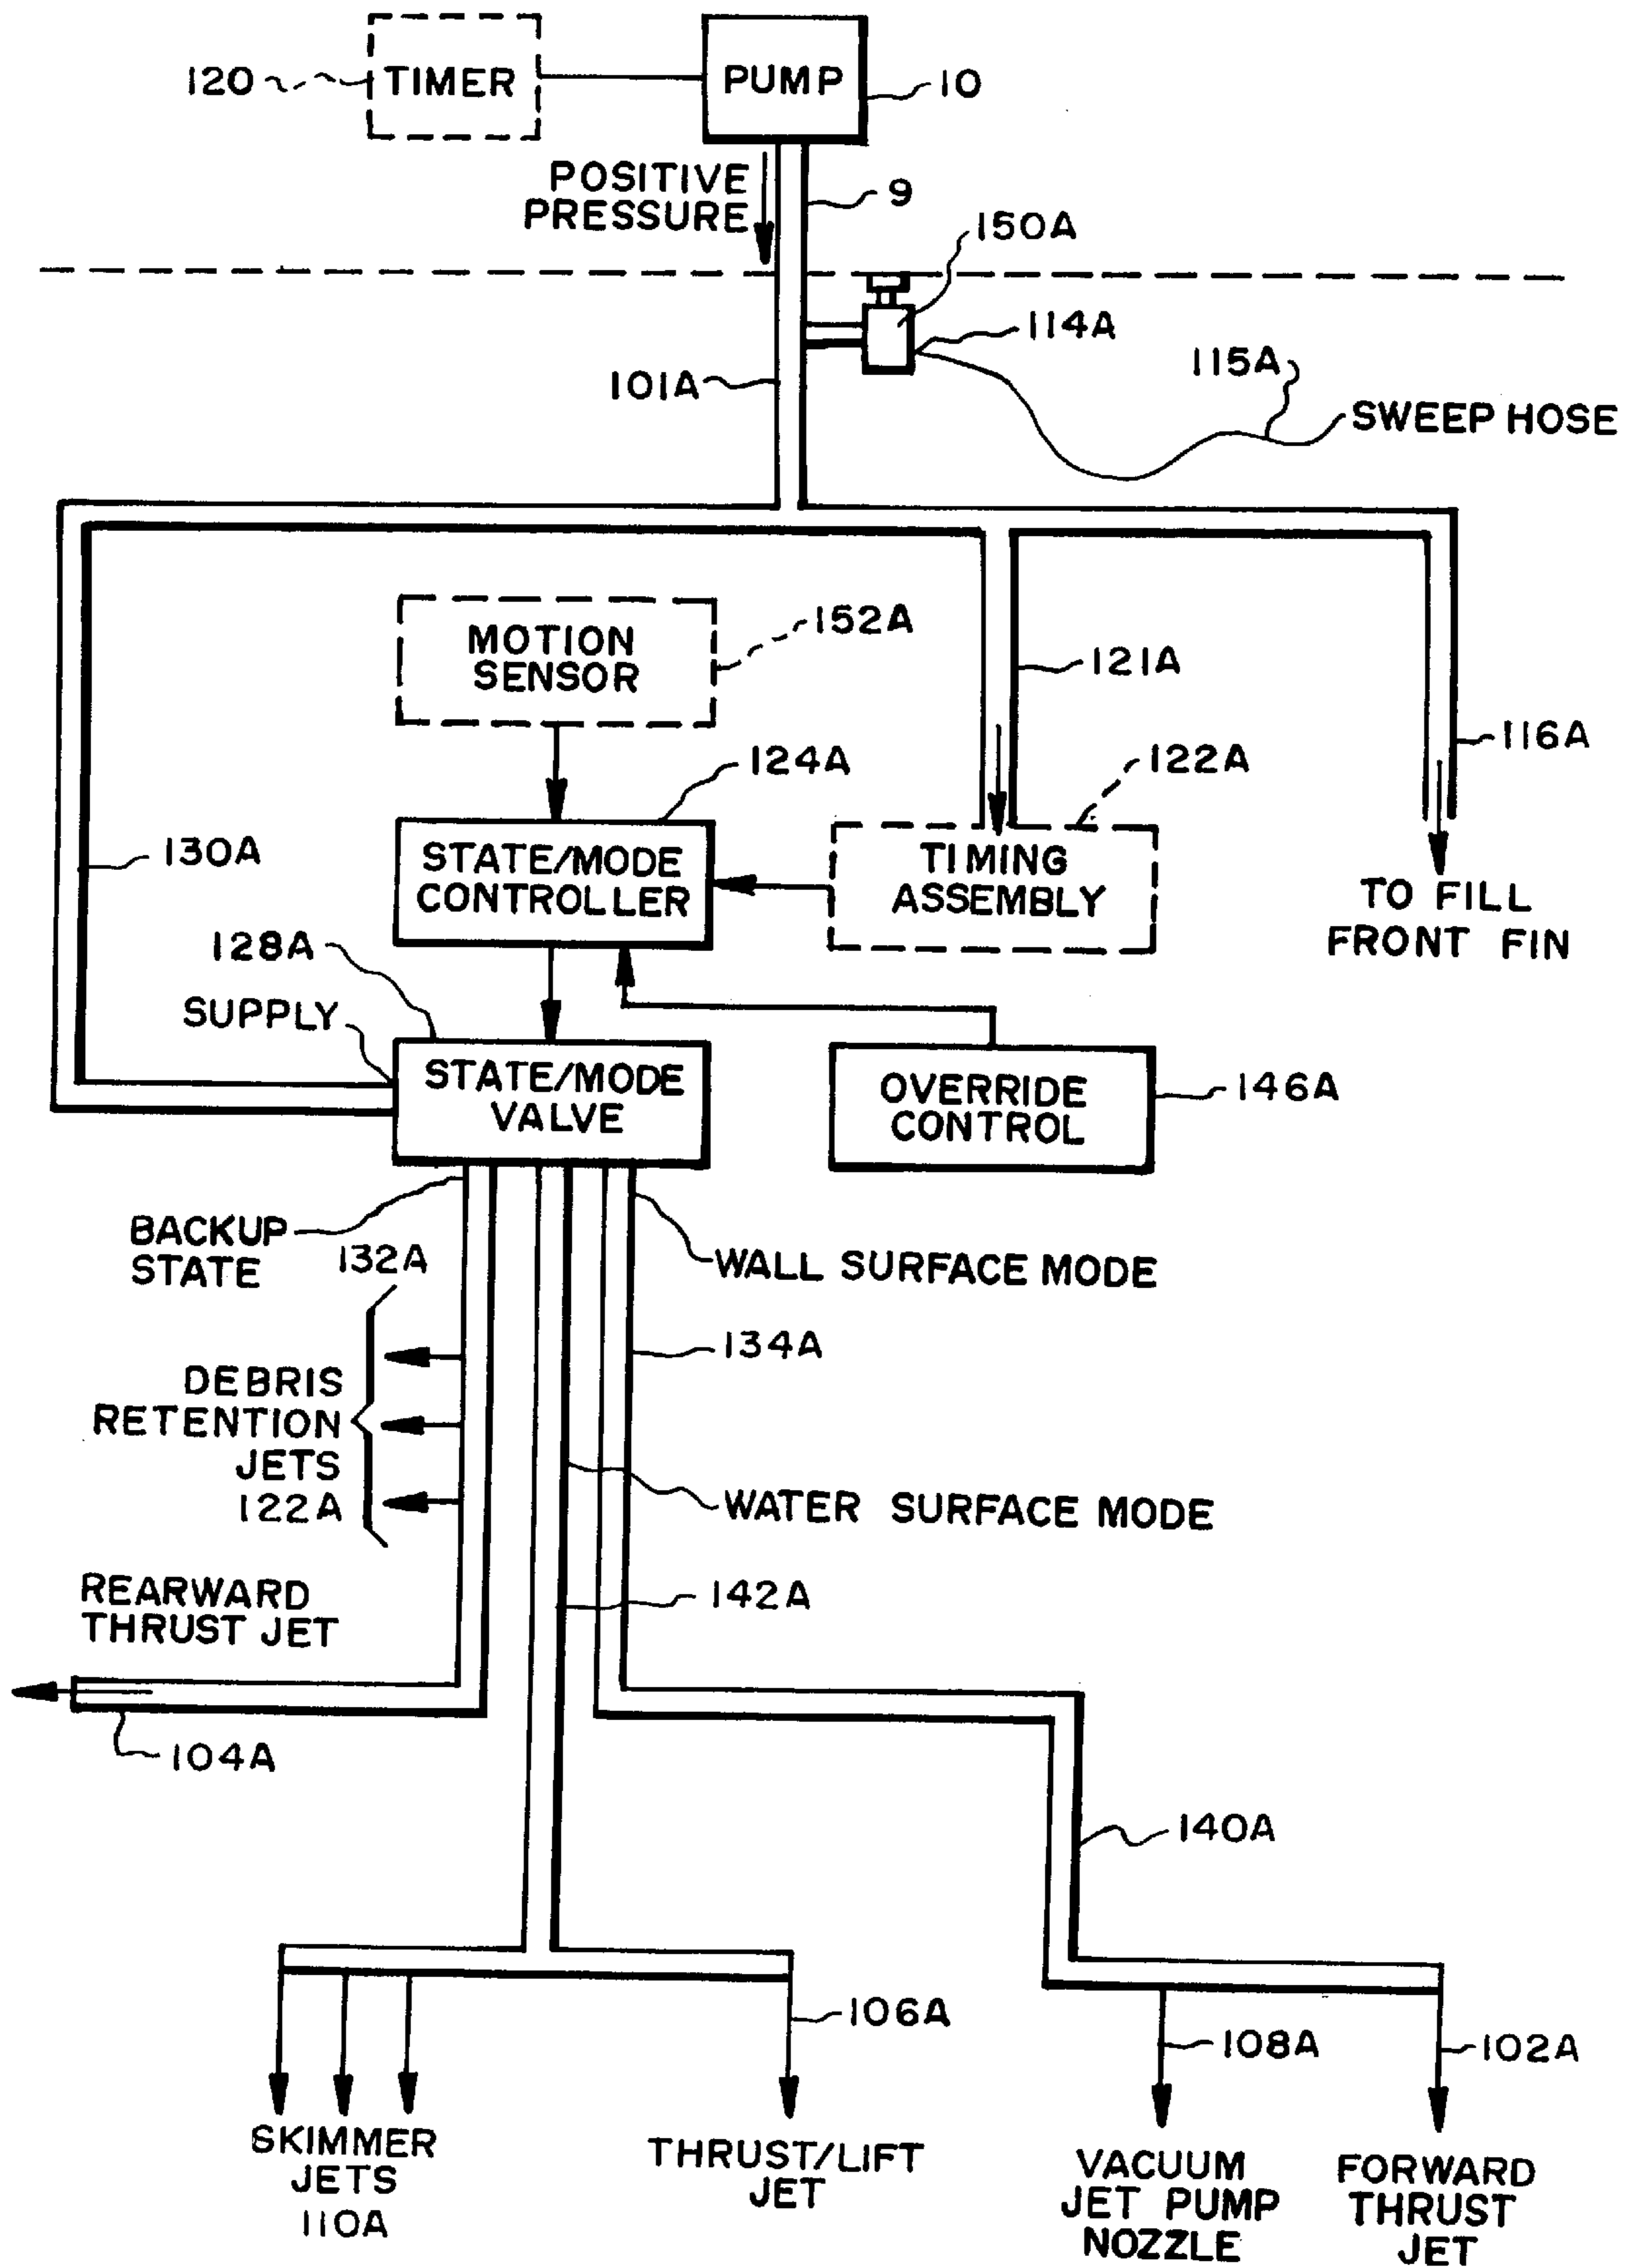 120
TIMER
PUMP
10
POSITIVE
PRESSURE
9
150A
114A
115A
101A
SWEEP HOSE
MOTION
SENSOR
152A
121A
116A
124A
122A
130A
STATE/MODE
CONTROLLER
TIMING
ASSEMBLY
TO FILL
FRONT FIN
128A
SUPPLY
STATE/MODE
VALVE
OVERRIDE
CONTROL
146A
BACKUP
STATE
132A
WALL SURFACE MODE
134A
DEBRIS
RETENTION
JETS
122A
WATER SURFACE MODE
REARWARD
THRUST JET
142A
104A
140A
106A
108A
102A
SKIMMER
JETS
110A
THRUST/LIFT
JET
VACUUM
JET PUMP
NOZZLE
FORWARD
THRUST
JET